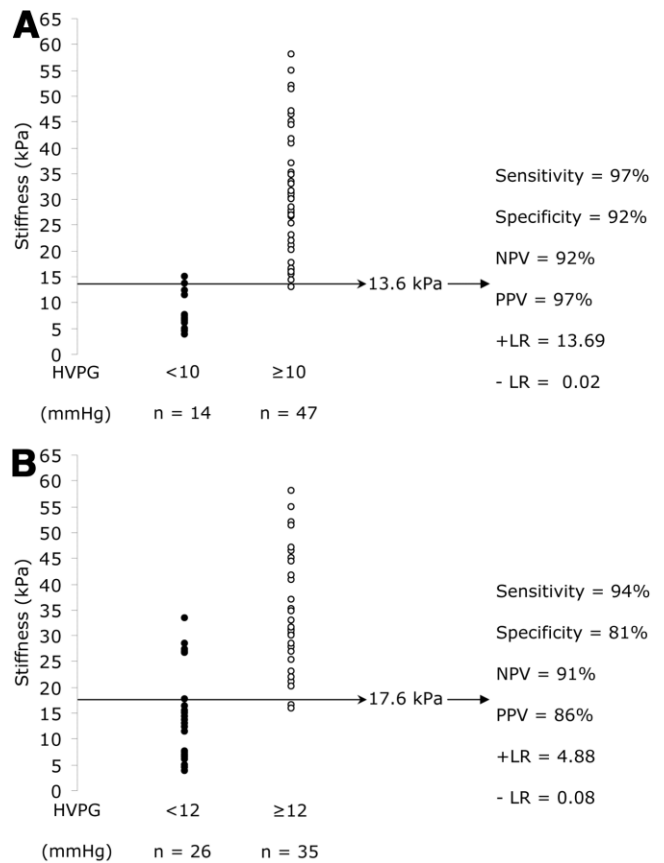 A
65
60
55
50
45
40
35
30
25
20
15
10
5
0
Stiffness (kPa)
13.6 kPa
HVPG <10 ≥10
(mmHg) n = 14 n = 47
Sensitivity = 97%
Specificity = 92%
NPV = 92%
PPV = 97%
+LR = 13.69
- LR = 0.02
B
65
60
55
50
45
40
35
30
25
20
15
10
5
0
Stiffness (kPa)
17.6 kPa
HVPG <12 ≥12
(mmHg) n = 26 n = 35
Sensitivity = 94%
Specificity = 81%
NPV = 91%
PPV = 86%
+LR = 4.88
- LR = 0.08